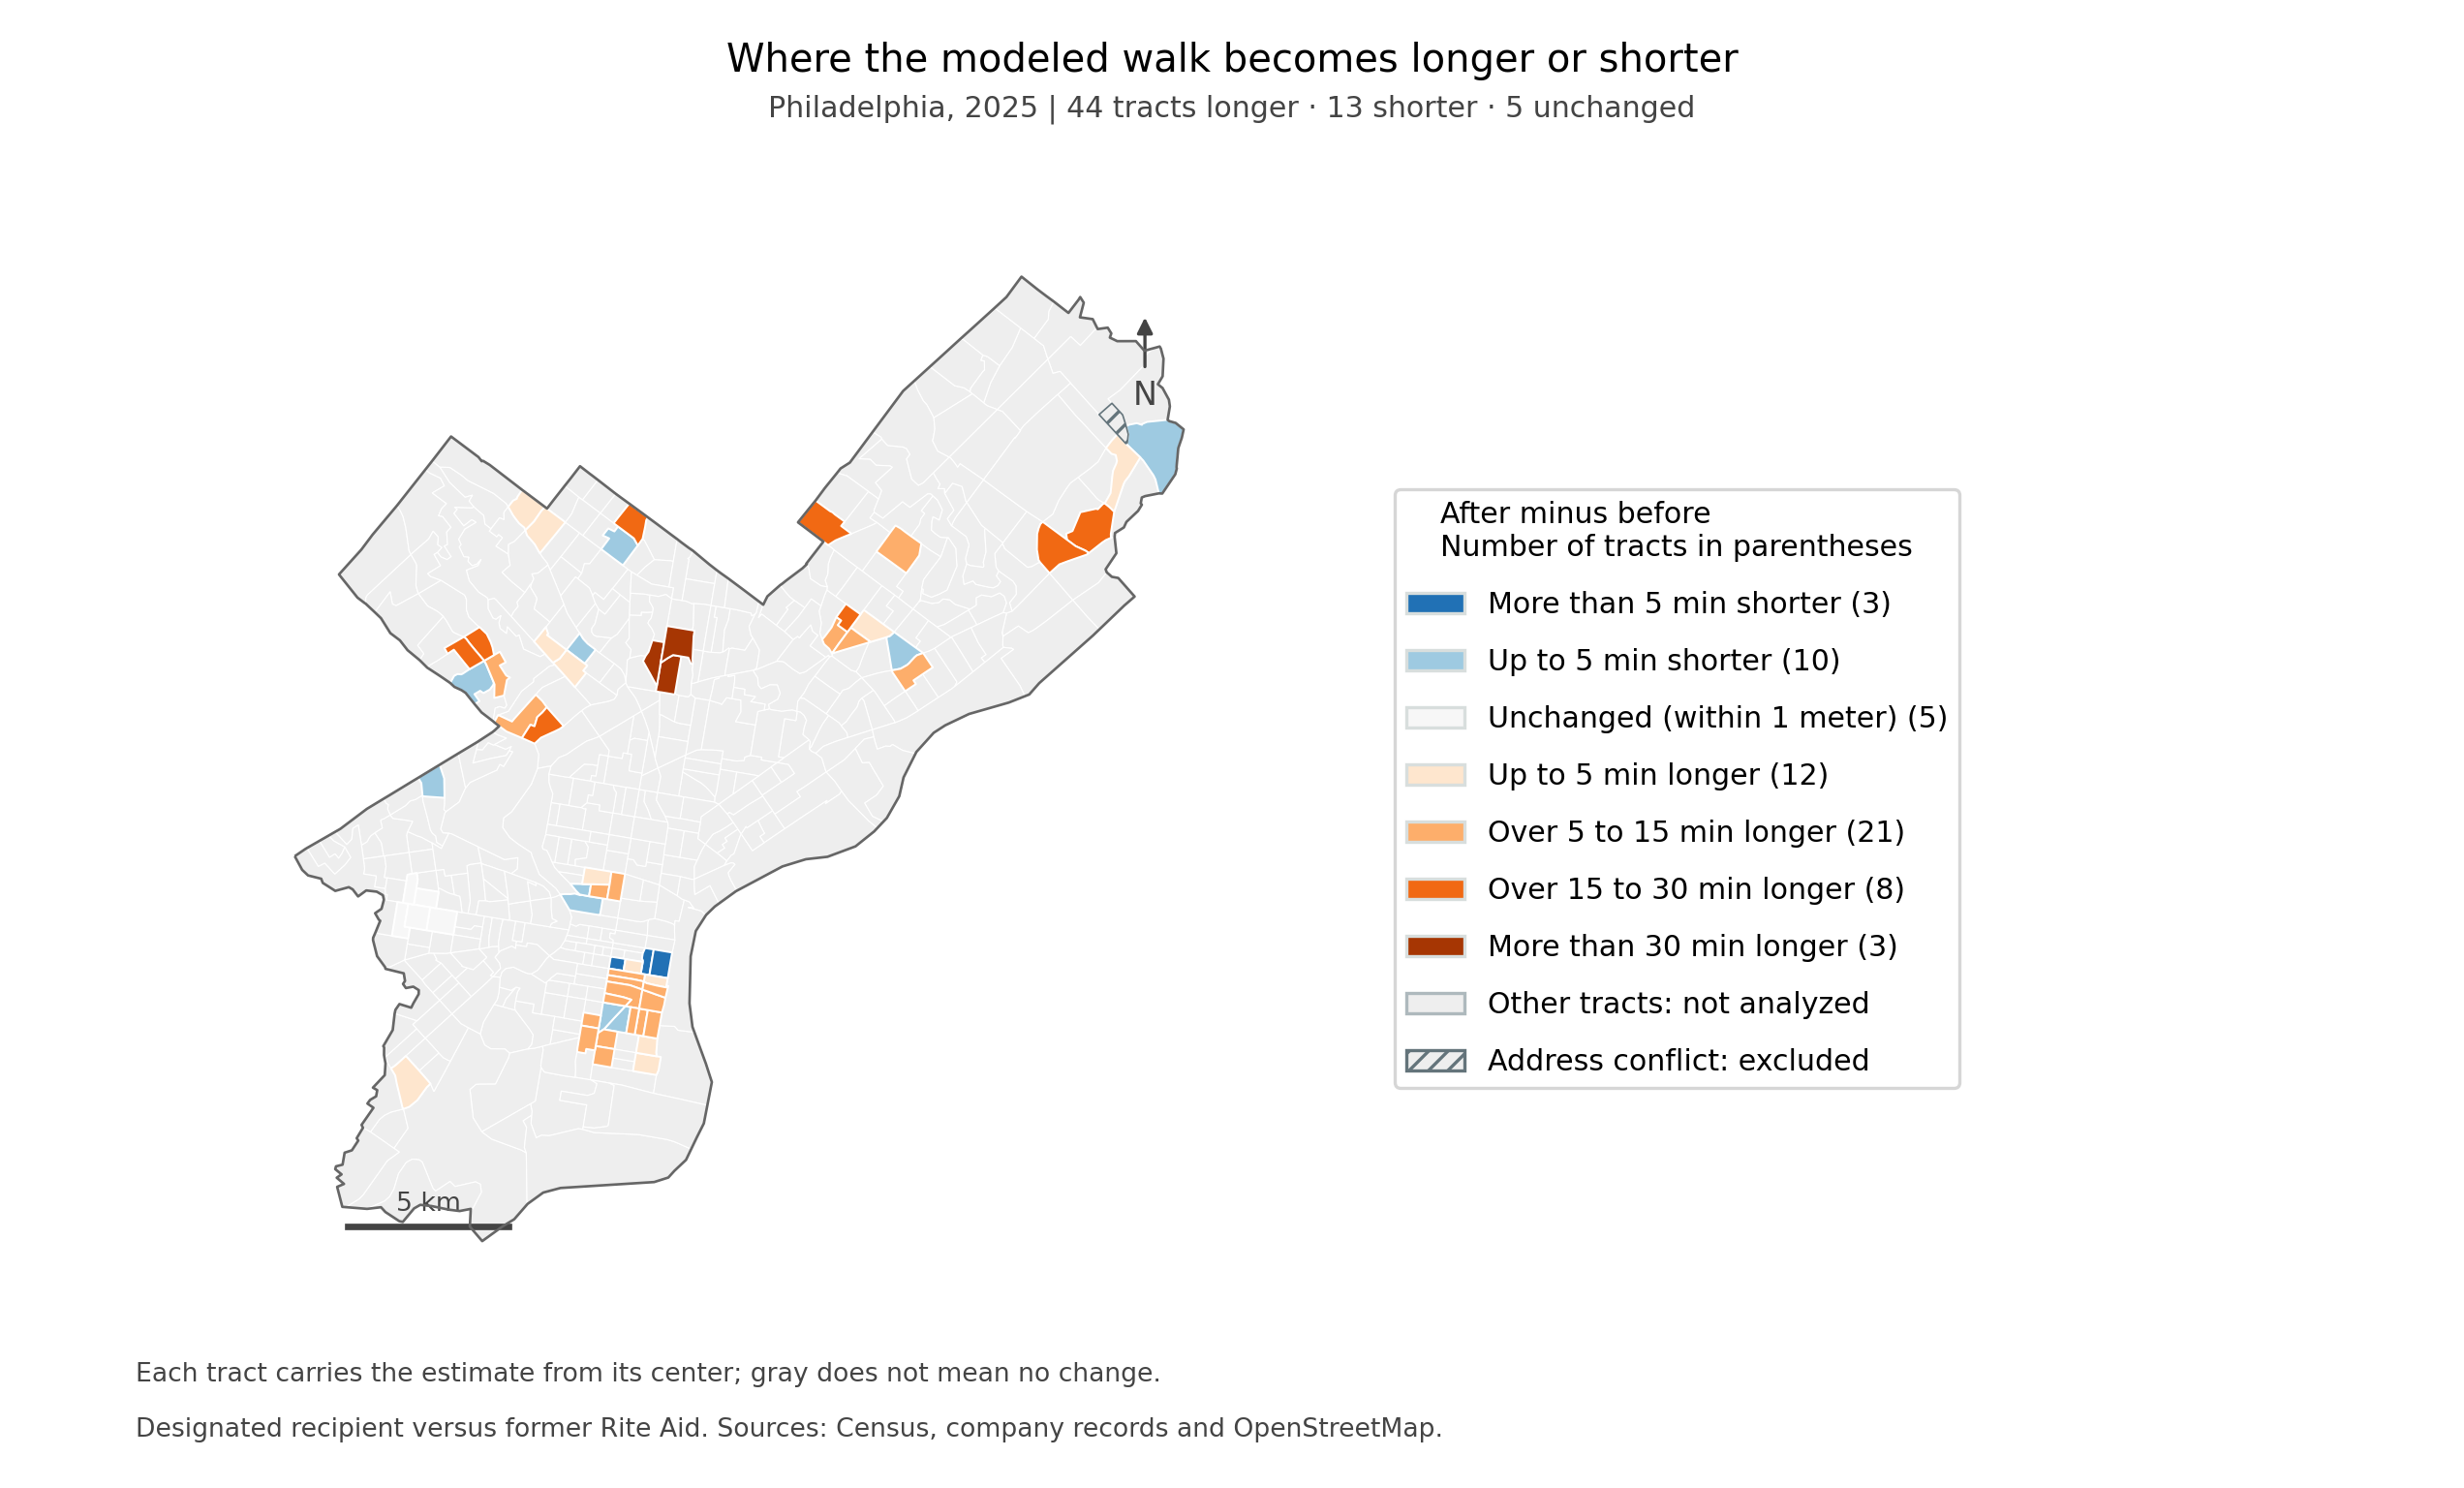 Where the modeled walk becomes longer or shorter
Philadelphia, 2025 | 44 tracts longer · 13 shorter · 5 unchanged
N
After minus before
Number of tracts in parentheses
More than 5 min shorter (3)
Up to 5 min shorter (10)
Unchanged (within 1 meter) (5)
Up to 5 min longer (12)
Over 5 to 15 min longer (21)
Over 15 to 30 min longer (8)
More than 30 min longer (3)
Other tracts: not analyzed
Address conflict: excluded
5 km
Each tract carries the estimate from its center; gray does not mean no change.
Designated recipient versus former Rite Aid. Sources: Census, company records and OpenStreetMap.